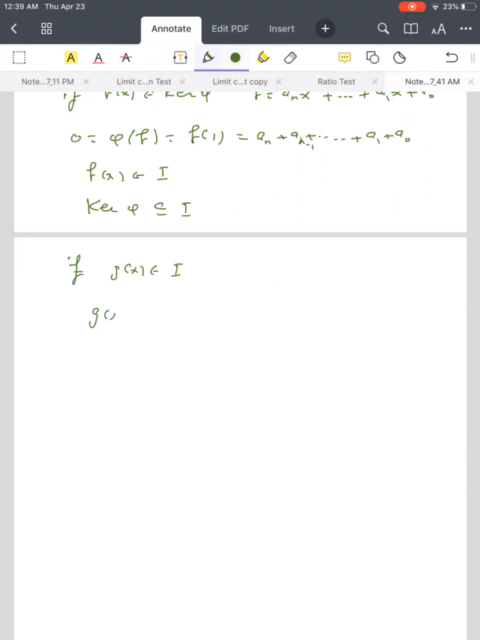 12:39 AM Thu Apr 23
23%
Annotate Edit PDF Insert
Note...7_11 PM Limit c...n Test Limit c...t copy Ratio Test Note...7_41 AM
0 = φ(f) = f(1) = aₙ + aₙ₋₁ + ⋯⋯ + a₁ + a₀
f(x) ∈ I
Ker φ ⊆ I
if g(x) ∈ I
g(